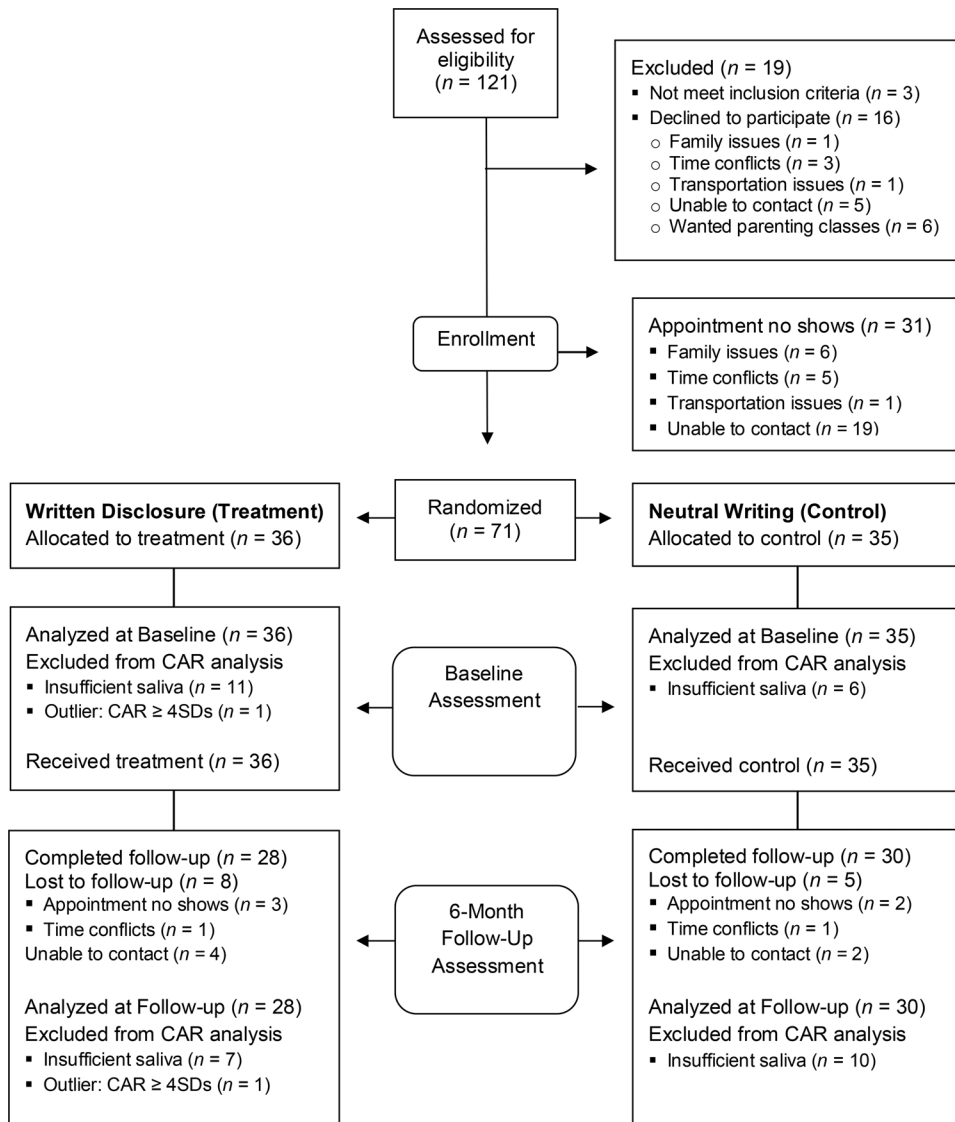 Assessed for
eligibility
(n = 121)
Excluded (n = 19)
▪ Not meet inclusion criteria (n = 3)
▪ Declined to participate (n = 16)
○ Family issues (n = 1)
○ Time conflicts (n = 3)
○ Transportation issues (n = 1)
○ Unable to contact (n = 5)
○ Wanted parenting classes (n = 6)
Enrollment
Appointment no shows (n = 31)
▪ Family issues (n = 6)
▪ Time conflicts (n = 5)
▪ Transportation issues (n = 1)
▪ Unable to contact (n = 19)
Written Disclosure (Treatment)
Allocated to treatment (n = 36)
Randomized
(n = 71)
Neutral Writing (Control)
Allocated to control (n = 35)
Analyzed at Baseline (n = 36)
Excluded from CAR analysis
▪ Insufficient saliva (n = 11)
▪ Outlier: CAR ≥ 4SDs (n = 1)
Received treatment (n = 36)
Baseline
Assessment
Analyzed at Baseline (n = 35)
Excluded from CAR analysis
▪ Insufficient saliva (n = 6)
Received control (n = 35)
Completed follow-up (n = 28)
Lost to follow-up (n = 8)
▪ Appointment no shows (n = 3)
▪ Time conflicts (n = 1)
Unable to contact (n = 4)
Analyzed at Follow-up (n = 28)
Excluded from CAR analysis
▪ Insufficient saliva (n = 7)
▪ Outlier: CAR ≥ 4SDs (n = 1)
6-Month
Follow-Up
Assessment
Completed follow-up (n = 30)
Lost to follow-up (n = 5)
▪ Appointment no shows (n = 2)
▪ Time conflicts (n = 1)
▪ Unable to contact (n = 2)
Analyzed at Follow-up (n = 30)
Excluded from CAR analysis
▪ Insufficient saliva (n = 10)